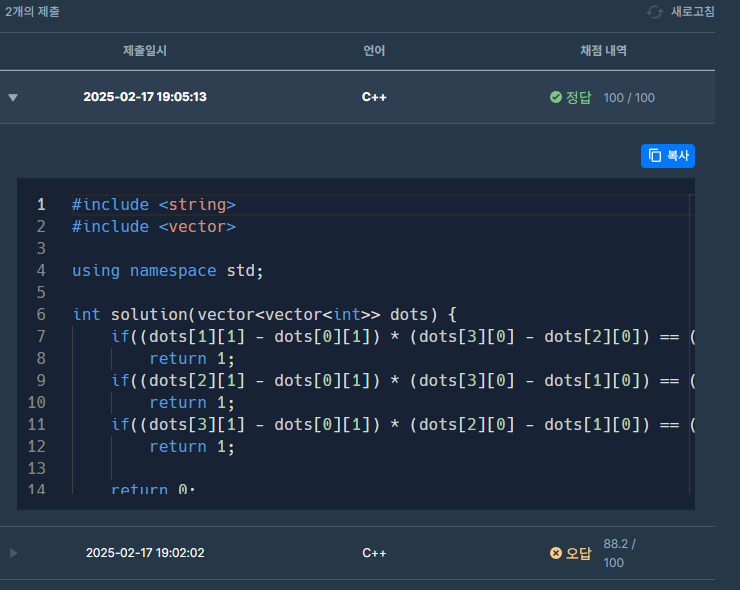 2개의 제출 새로고침
제출일시 언어 채점 내역
2025-02-17 19:05:13 C++ 정답 100 / 100
복사
1 #include <string>
2 #include <vector>
3
4 using namespace std;
5
6 int solution(vector<vector<int>> dots) {
7 if((dots[1][1] - dots[0][1]) * (dots[3][0] - dots[2][0]) == (
8 return 1;
9 if((dots[2][1] - dots[0][1]) * (dots[3][0] - dots[1][0]) == (
10 return 1;
11 if((dots[3][1] - dots[0][1]) * (dots[2][0] - dots[1][0]) == (
12 return 1;
13
14 return 0;
2025-02-17 19:02:02 C++ 오답 88.2 /
100